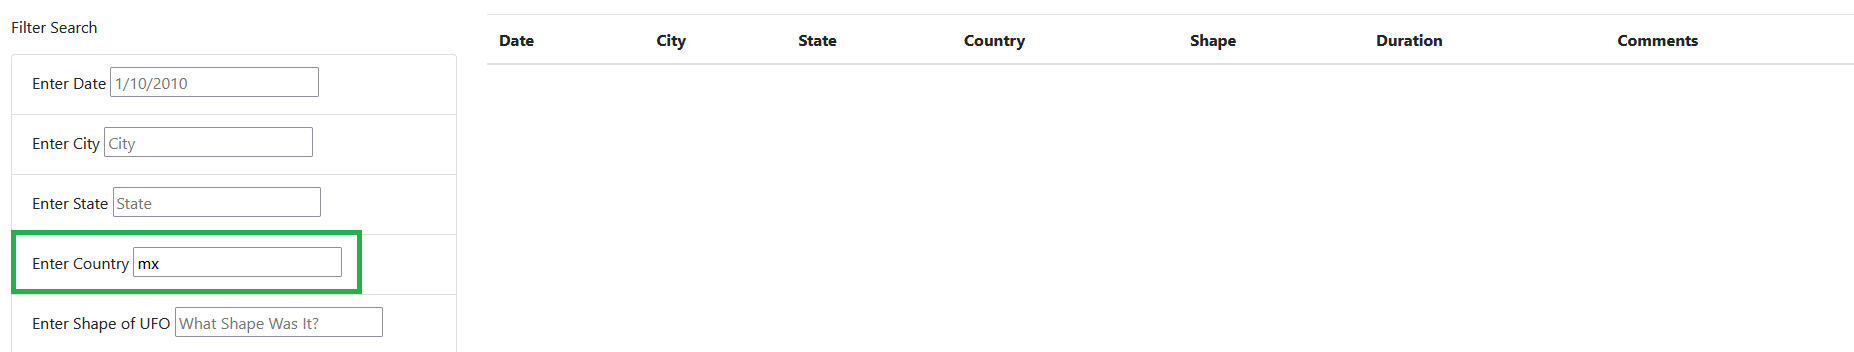 Filter Search
Enter Date 1/10/2010
Enter City City
Enter State State
Enter Country mx
Enter Shape of UFO What Shape Was It?
Date City State Country Shape Duration Comments